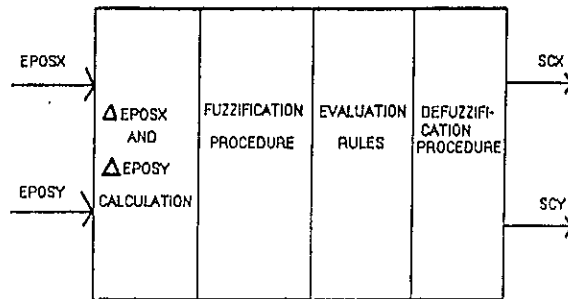 EPOSX
EPOSY
ΔEPOSX
AND
ΔEPOSY
CALCULATION
FUZZIFICATION
PROCEDURE
EVALUATION
RULES
DEFUZZIFI-
CATION
PROCEDURE
SCX
SCY